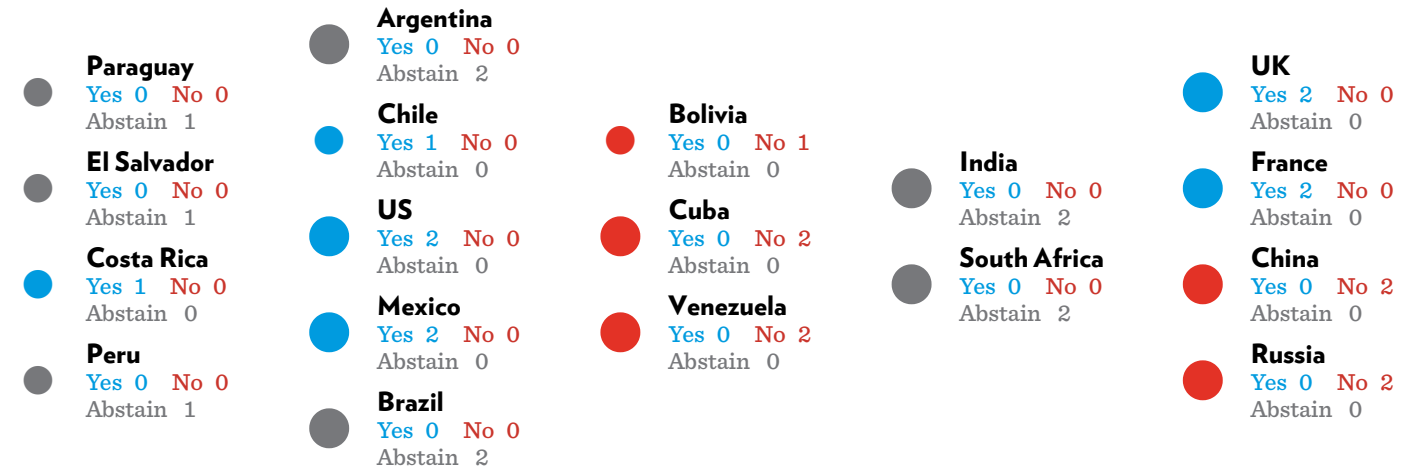 Paraguay
Yes 0 No 0
Abstain 1
El Salvador
Yes 0 No 0
Abstain 1
Costa Rica
Yes 1 No 0
Abstain 0
Peru
Yes 0 No 0
Abstain 1
Argentina
Yes 0 No 0
Abstain 2
Chile
Yes 1 No 0
Abstain 0
US
Yes 2 No 0
Abstain 0
Mexico
Yes 2 No 0
Abstain 0
Brazil
Yes 0 No 0
Abstain 2
Bolivia
Yes 0 No 1
Abstain 0
Cuba
Yes 0 No 2
Abstain 0
Venezuela
Yes 0 No 2
Abstain 0
India
Yes 0 No 0
Abstain 2
South Africa
Yes 0 No 0
Abstain 2
UK
Yes 2 No 0
Abstain 0
France
Yes 2 No 0
Abstain 0
China
Yes 0 No 2
Abstain 0
Russia
Yes 0 No 2
Abstain 0